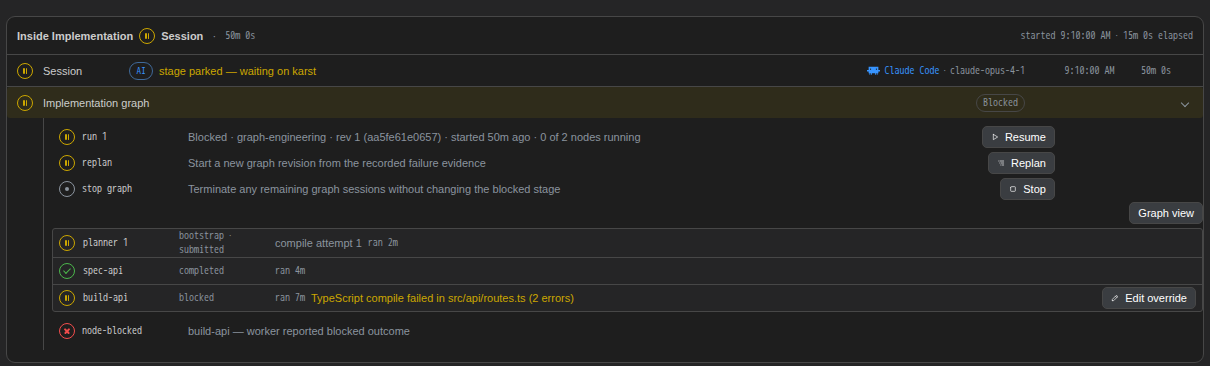 Inside Implementation Session · 50m 0s started 9:10:00 AM · 15m 0s elapsed
Session AI stage parked — waiting on karst Claude Code · claude-opus-4-1 9:10:00 AM 50m 0s
Implementation graph Blocked
run 1 Blocked · graph-engineering · rev 1 (aa5fe61e0657) · started 50m ago · 0 of 2 nodes running Resume
replan Start a new graph revision from the recorded failure evidence Replan
stop graph Terminate any remaining graph sessions without changing the blocked stage Stop
Graph view
planner 1 bootstrap · submitted compile attempt 1 ran 2m
spec-api completed ran 4m
build-api blocked ran 7m TypeScript compile failed in src/api/routes.ts (2 errors) Edit override
node-blocked build-api — worker reported blocked outcome